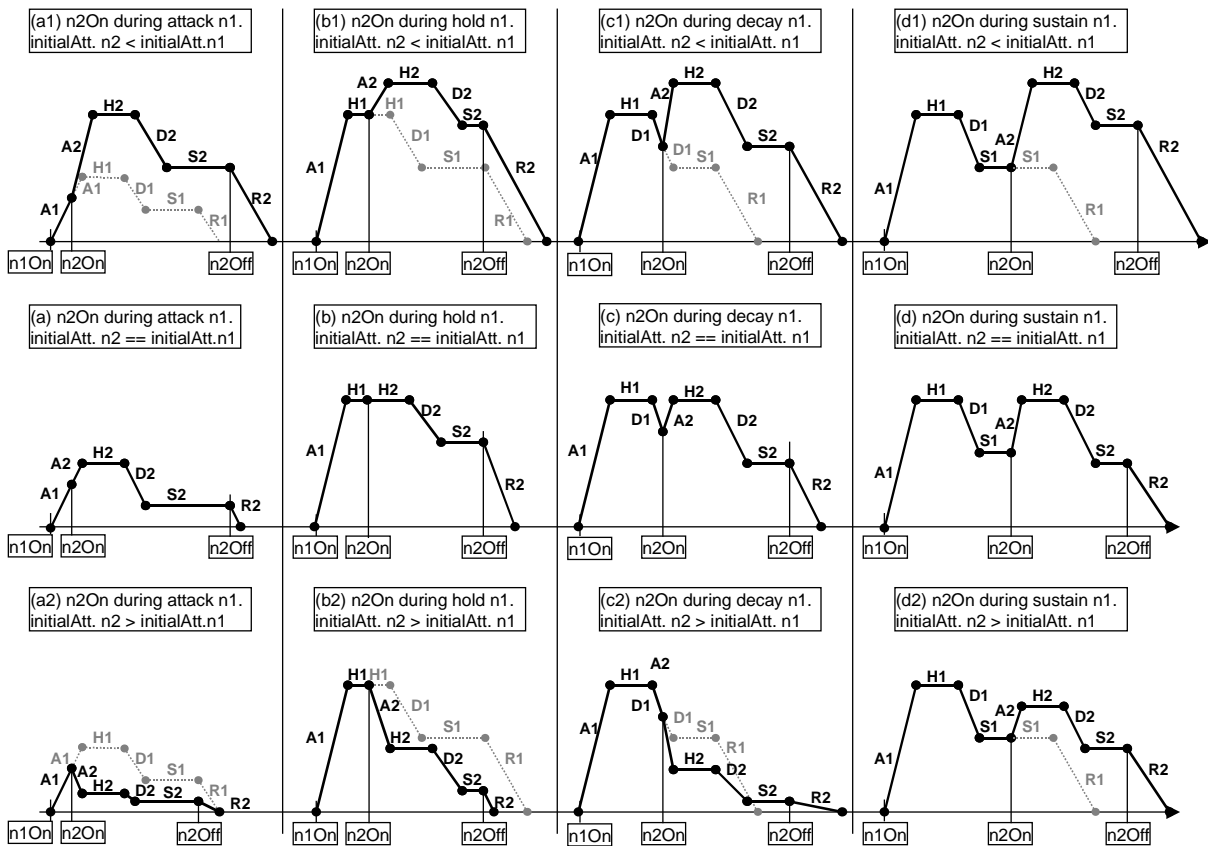 (a1) n2On during attack n1.
initialAtt. n2 < initialAtt.n1
(b1) n2On during hold n1.
initialAtt. n2 < initialAtt. n1
(c1) n2On during decay n1.
initialAtt. n2 < initialAtt. n1
(d1) n2On during sustain n1.
initialAtt. n2 < initialAtt. n1
A1
A2
H2
D2
S2
R2
A1
H1
D1
S1
R1
n1On
n2On
n2Off
A1
H1
A2
H2
D2
S2
R2
H1
D1
S1
R1
n1On
n2On
n2Off
A1
H1
D1
A2
H2
D2
S2
R2
D1
S1
R1
n1On
n2On
n2Off
A1
H1
D1
S1
A2
H2
D2
S2
R2
S1
R1
n1On
n2On
n2Off
(a) n2On during attack n1.
initialAtt. n2 == initialAtt.n1
(b) n2On during hold n1.
initialAtt. n2 == initialAtt. n1
(c) n2On during decay n1.
initialAtt. n2 == initialAtt. n1
(d) n2On during sustain n1.
initialAtt. n2 == initialAtt. n1
A1
A2
H2
D2
S2
R2
n1On
n2On
n2Off
A1
H1
H2
D2
S2
R2
n1On
n2On
n2Off
A1
H1
D1
A2
H2
D2
S2
R2
n1On
n2On
n2Off
A1
H1
D1
S1
A2
H2
D2
S2
R2
n1On
n2On
n2Off
(a2) n2On during attack n1.
initialAtt. n2 > initialAtt.n1
(b2) n2On during hold n1.
initialAtt. n2 > initialAtt. n1
(c2) n2On during decay n1.
initialAtt. n2 > initialAtt. n1
(d2) n2On during sustain n1.
initialAtt. n2 > initialAtt. n1
A1
A2
H2
D2
S2
R2
A1
H1
D1
S1
R1
n1On
n2On
n2Off
A1
H1
A2
H2
D2
S2
R2
H1
D1
S1
R1
n1On
n2On
n2Off
A1
H1
D1
A2
H2
D2
S2
R2
D1
S1
R1
n1On
n2On
n2Off
A1
H1
D1
S1
A2
H2
D2
S2
R2
S1
R1
n1On
n2On
n2Off